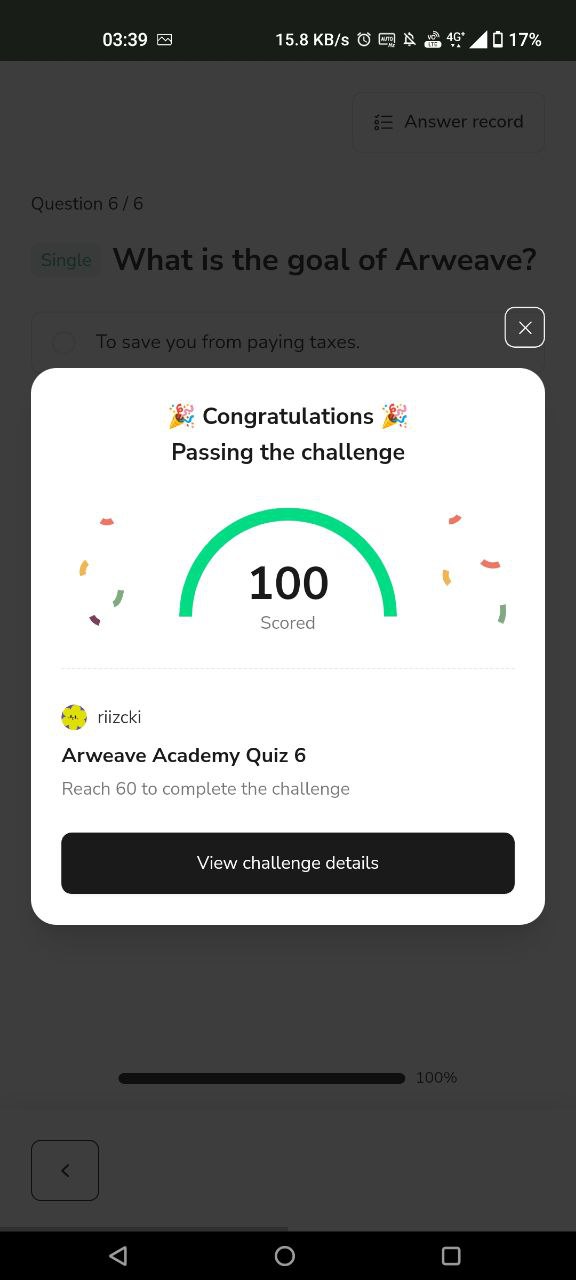 03:39 15.8 KB/s 4G+ 17%
Answer record
Question 6 / 6
Single What is the goal of Arweave?
To save you from paying taxes.
🎉 Congratulations 🎉
Passing the challenge
100
Scored
riizcki
Arweave Academy Quiz 6
Reach 60 to complete the challenge
View challenge details
100%